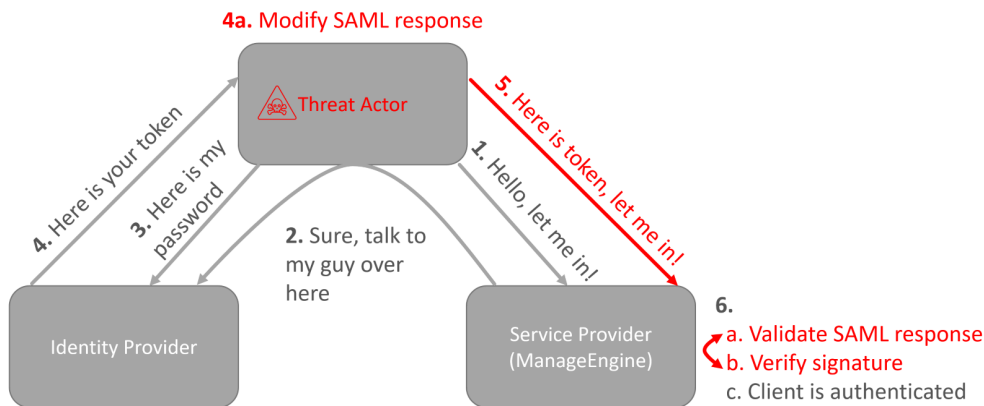 4a. Modify SAML response
Threat Actor
4. Here is your token
3. Here is my
password
2. Sure, talk to
my guy over
here
1. Hello, let me in!
5. Here is token, let me in!
Identity Provider
Service Provider
(ManageEngine)
6.
a. Validate SAML response
b. Verify signature
c. Client is authenticated